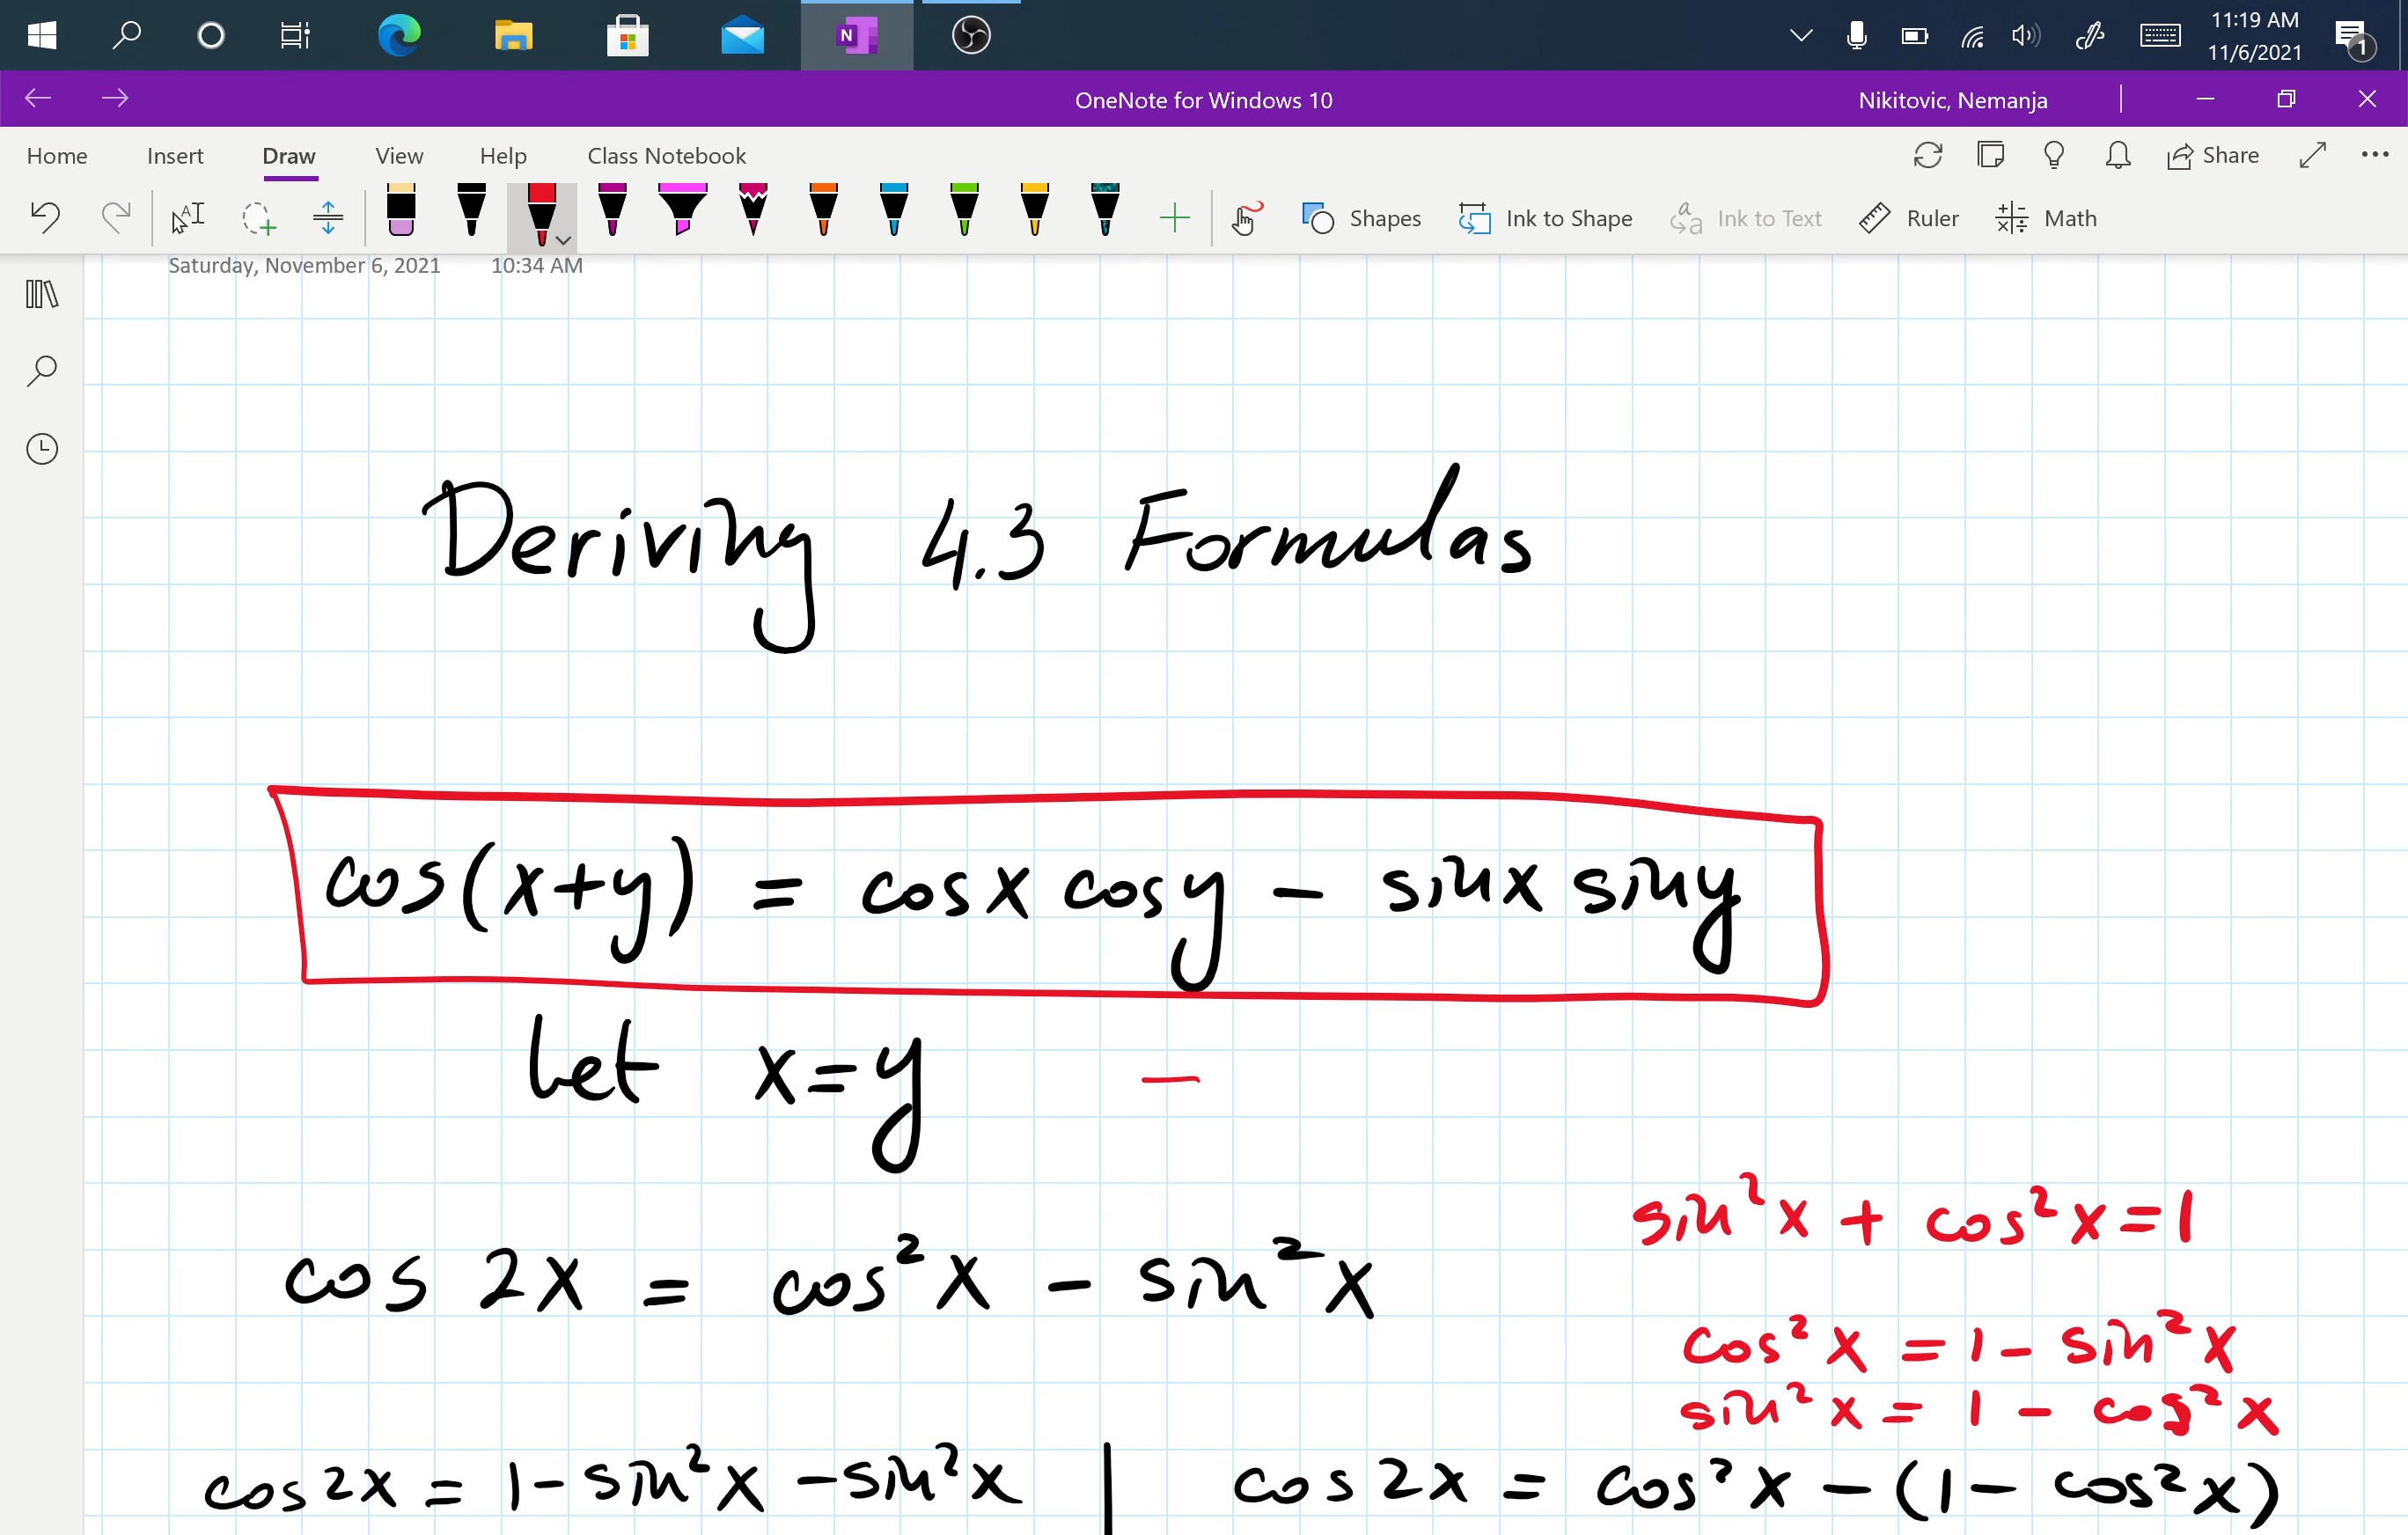 11:19 AM
11/6/2021
1
OneNote for Windows 10
Nikitovic, Nemanja
Home Insert Draw View Help Class Notebook
Share
Shapes Ink to Shape Ink to Text Ruler Math
Saturday, November 6, 2021 10:34 AM
Deriving 4.3 Formulas
cos(x+y) = cosx cosy - sinx siny
Let x=y —
sin²x + cos²x=1
cos 2x = cos²x - sin²x
cos²x = 1 - sin²x
sin²x = 1 - cos²x
cos2x = 1-sin²x -sin²x | cos 2x = cos²x - (1- cos²x)